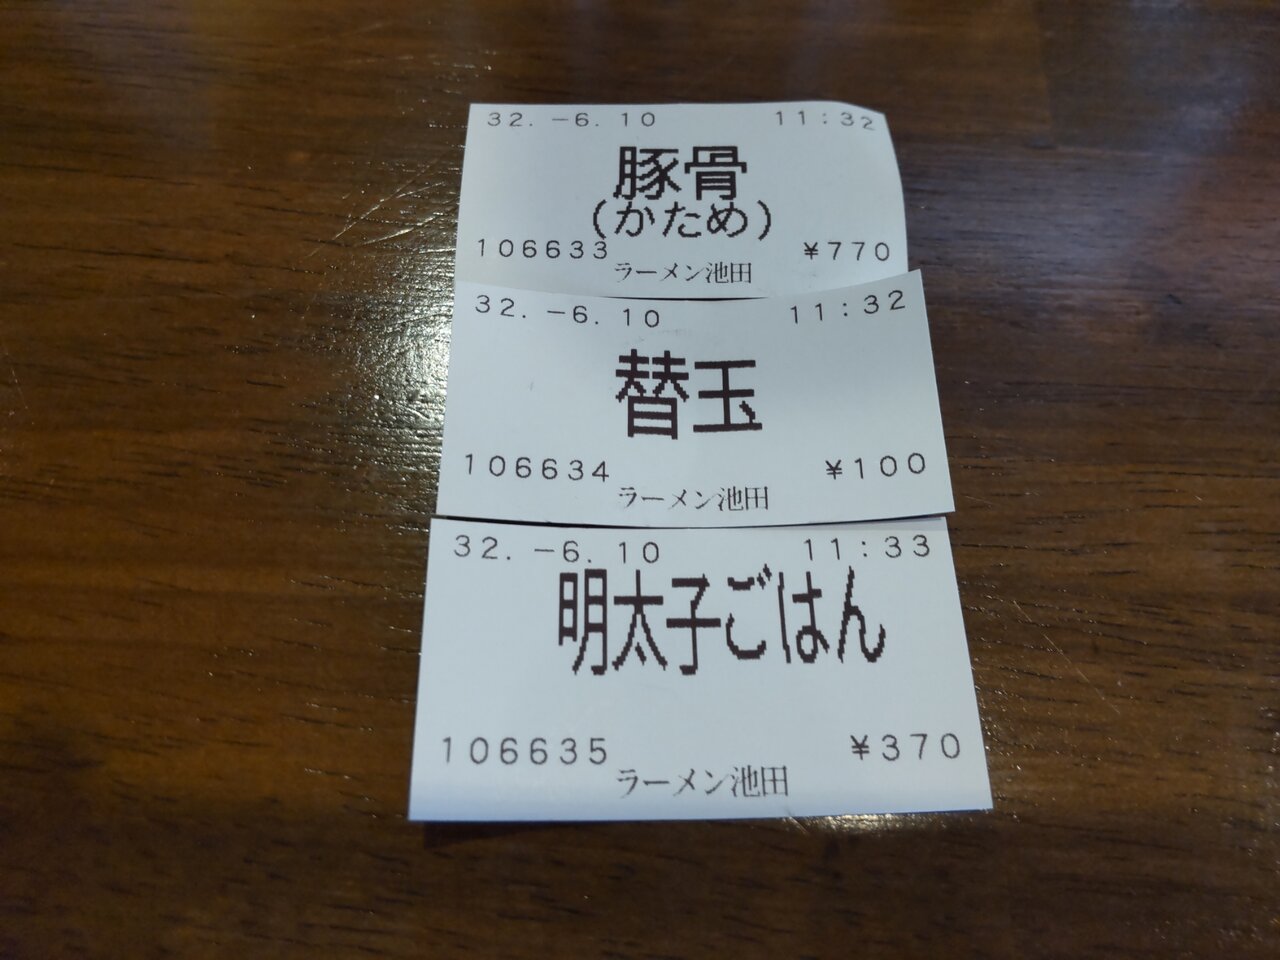 32. -6. 10 11:32
豚骨
(かため)
106633 ¥770
ラーメン池田
32. -6. 10 11:32
替玉
106634 ¥100
ラーメン池田
32. -6. 10 11:33
明太子ごはん
106635 ¥370
ラーメン池田